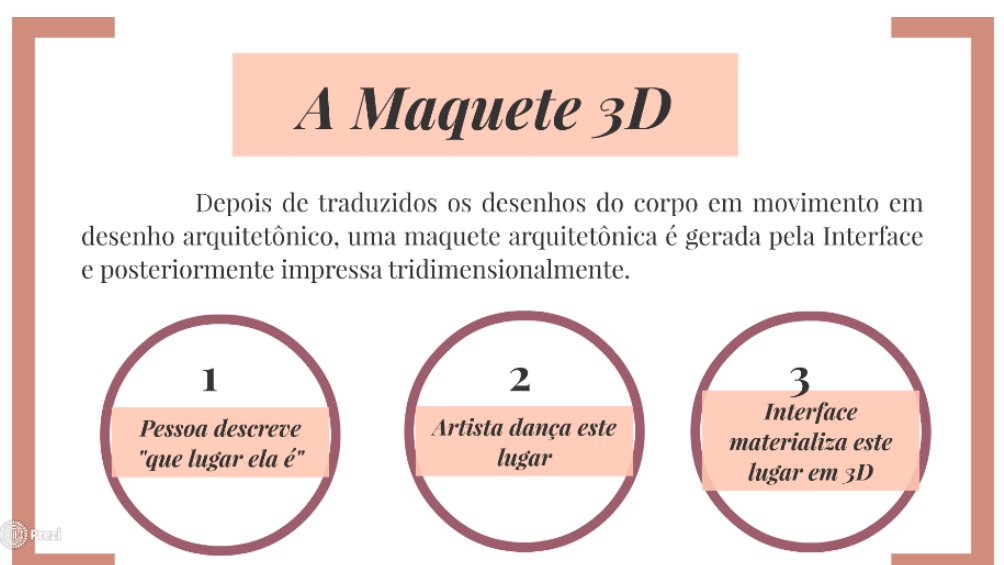 A Maquete 3D
Depois de traduzidos os desenhos do corpo em movimento em
desenho arquitetônico, uma maquete arquitetônica é gerada pela Interface
e posteriormente impressa tridimensionalmente.
1
Pessoa descreve
"que lugar ela é"
2
Artista dança este
lugar
3
Interface
materializa este
lugar em 3D
Prezi